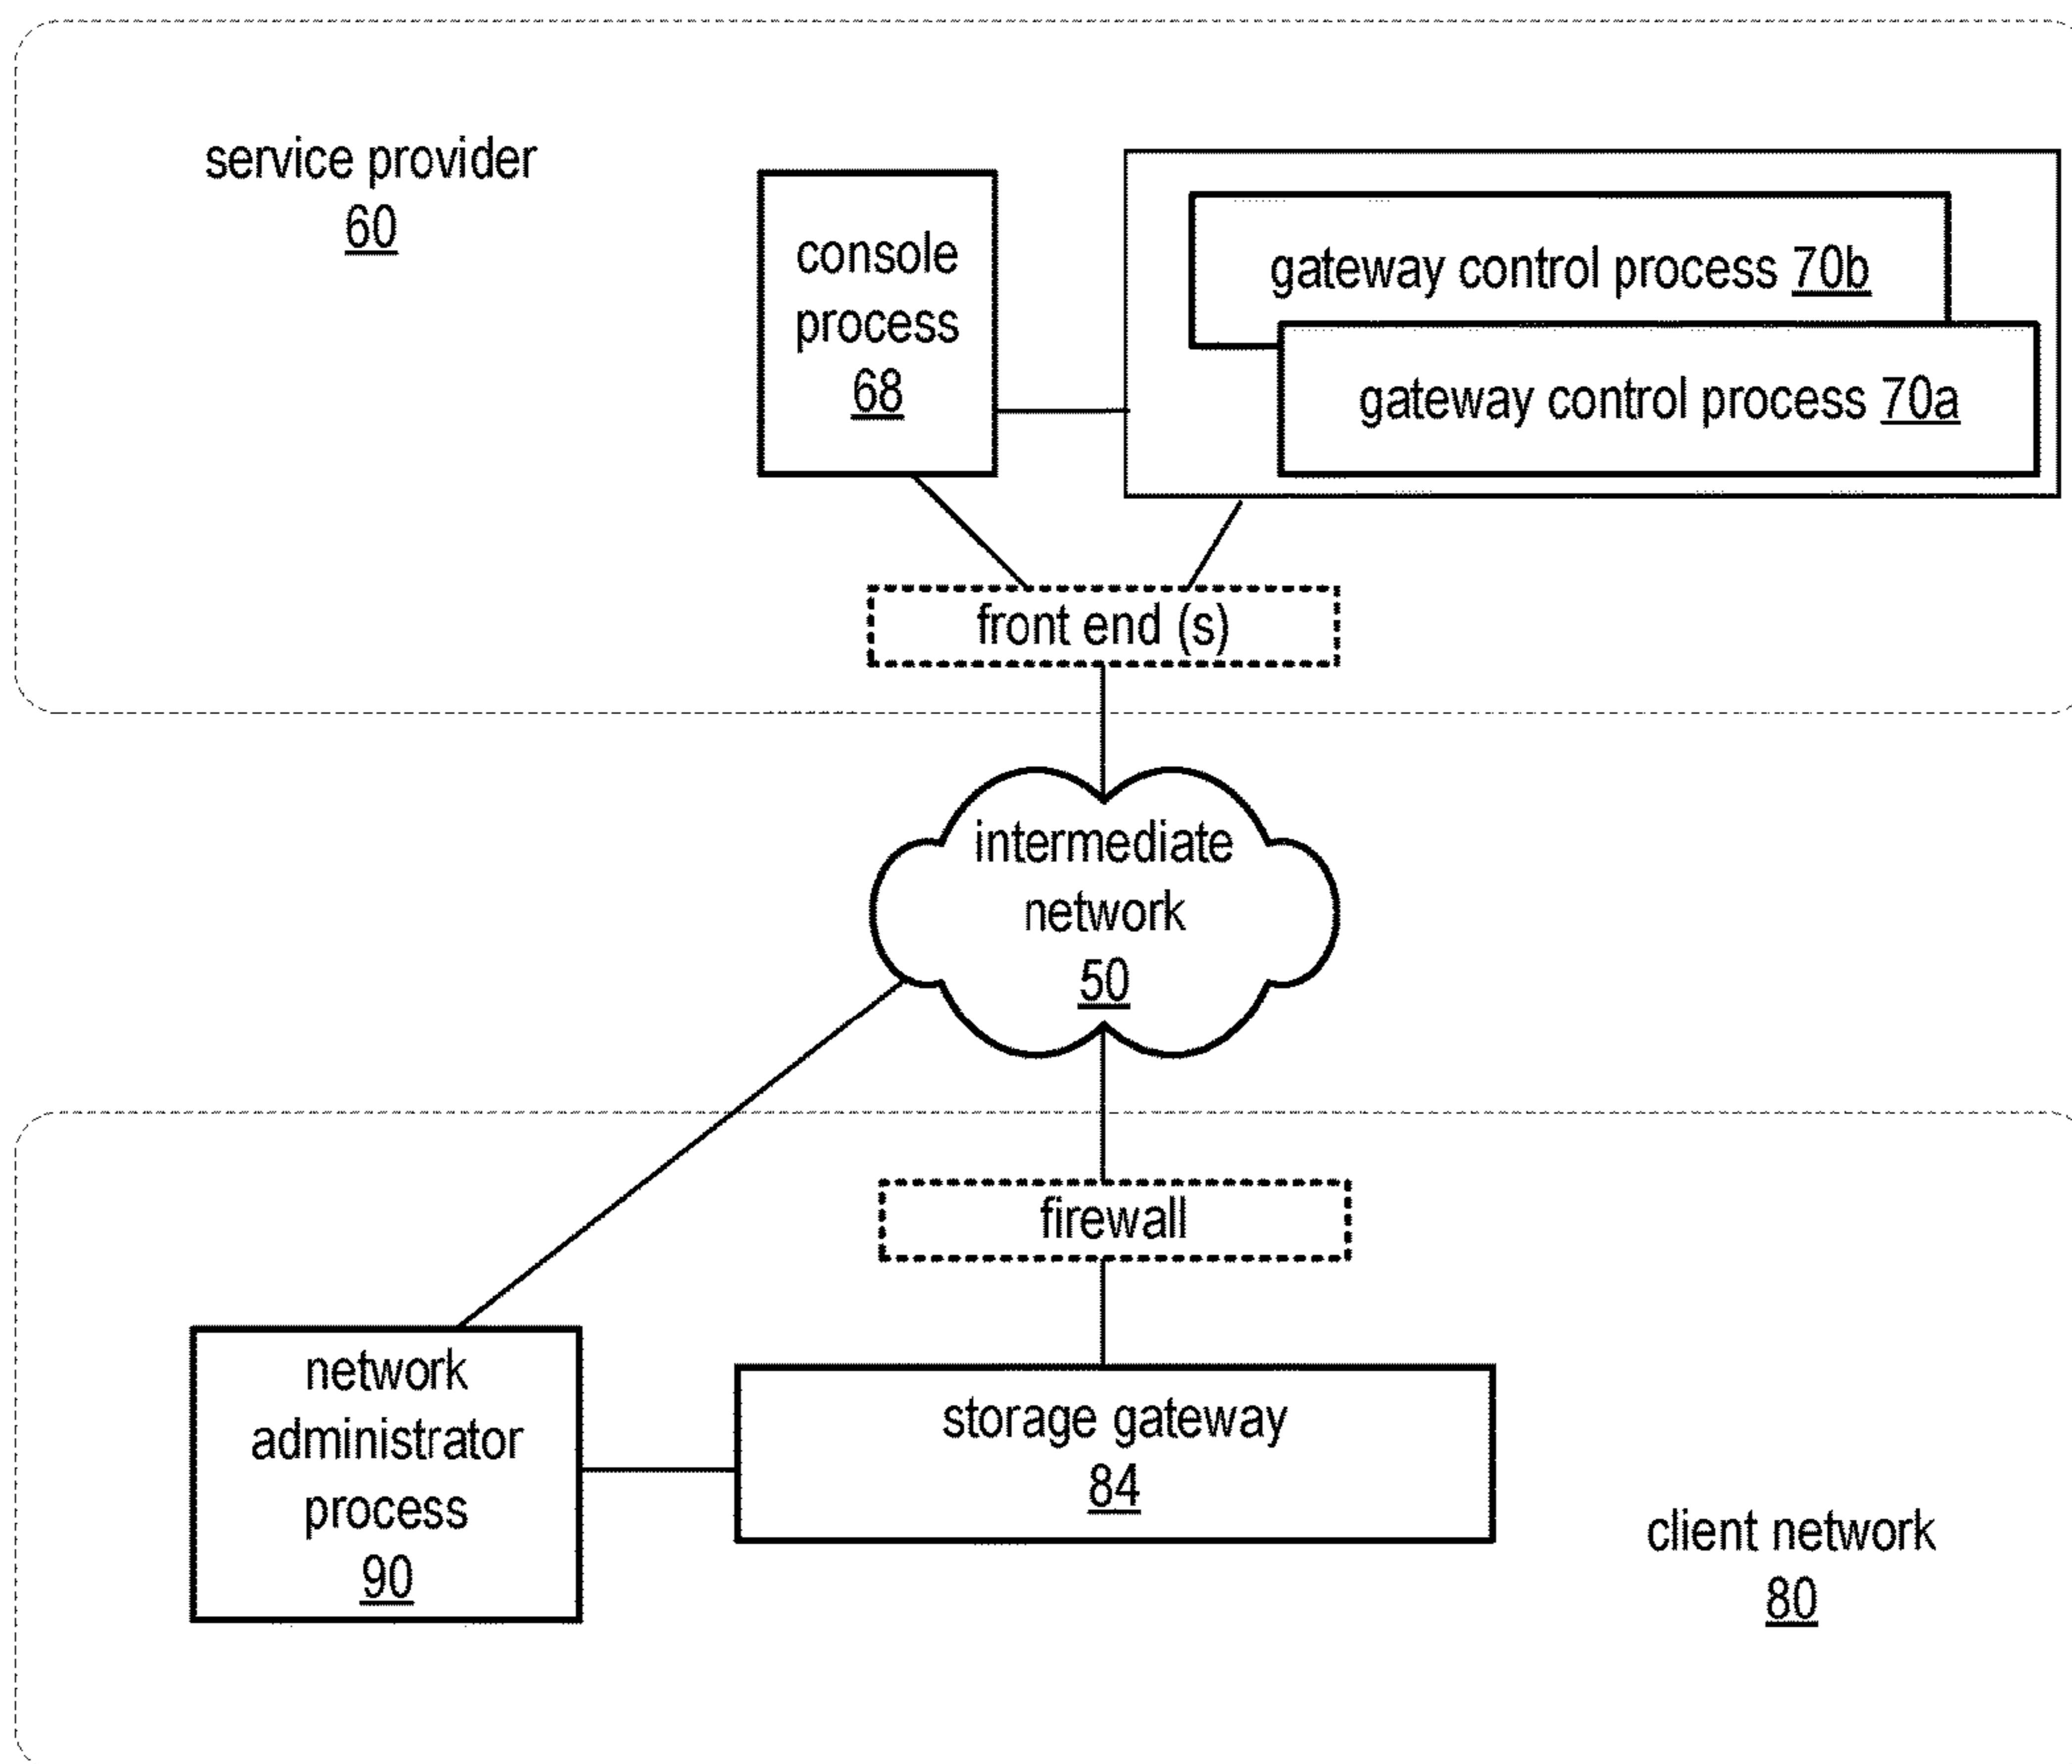 service provider
60
console
process
68
gateway control process 70b
gateway control process 70a
front end (s)
intermediate
network
50
firewall
network
administrator
process
90
storage gateway
84
client network
80